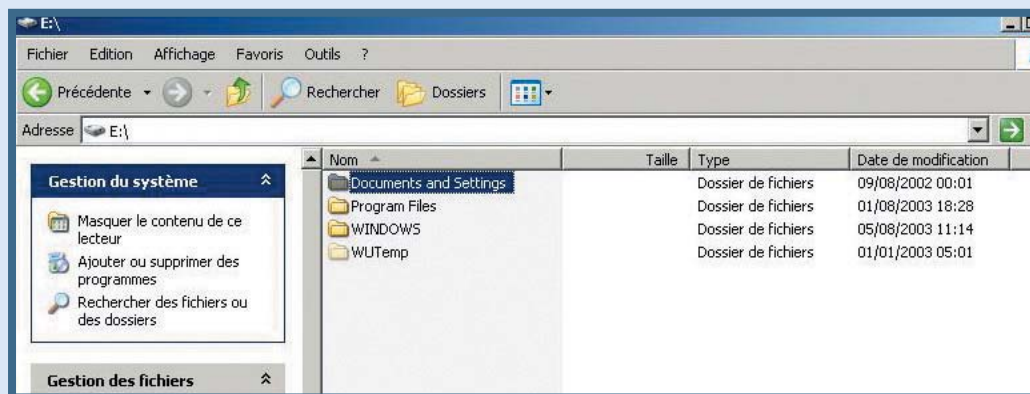 E:\
Fichier Edition Affichage Favoris Outils ?
Précédente Rechercher Dossiers
Adresse E:\
Gestion du système
Masquer le contenu de ce
lecteur
Ajouter ou supprimer des
programmes
Rechercher des fichiers ou
des dossiers
Gestion des fichiers
Nom Taille Type Date de modification
Documents and Settings Dossier de fichiers 09/08/2002 00:01
Program Files Dossier de fichiers 01/08/2003 18:28
WINDOWS Dossier de fichiers 05/08/2003 11:14
WUTemp Dossier de fichiers 01/01/2003 05:01